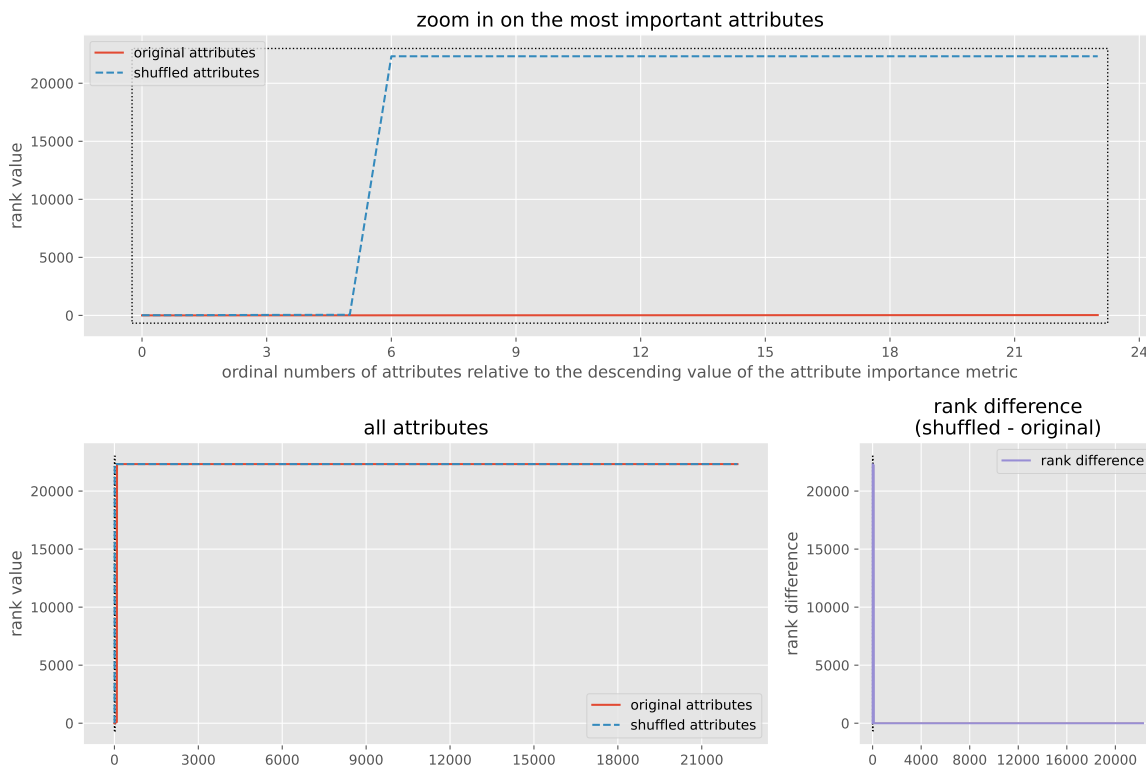 zoom in on the most important attributes
original attributes
shuffled attributes
rank value
20000
15000
10000
5000
0
0 3 6 9 12 15 18 21 24
ordinal numbers of attributes relative to the descending value of the attribute importance metric
all attributes
rank value
20000
15000
10000
5000
0
original attributes
shuffled attributes
0 3000 6000 9000 12000 15000 18000 21000
rank difference
(shuffled - original)
rank difference
rank difference
20000
15000
10000
5000
0
0 4000 8000 12000 16000 20000